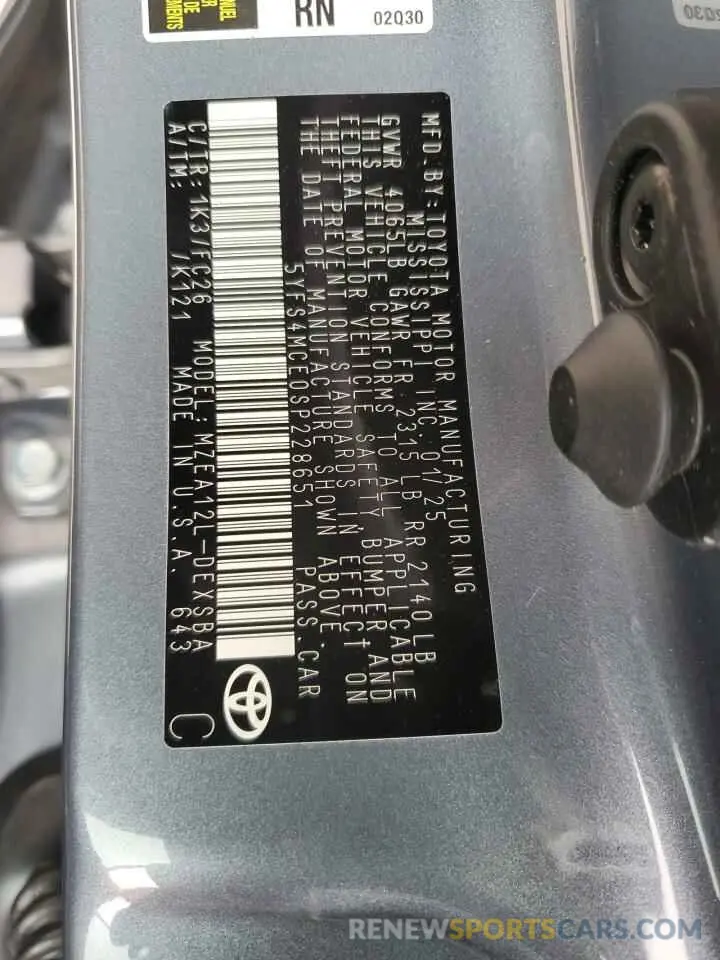 MFD. BY: TOYOTA MOTOR MANUFACTURING
MISSISSIPPI INC. 01/25
GVWR 4065LB GAWR FR 2315 LB RR 2140LB
THIS VEHICLE CONFORMS TO ALL APPLICABLE
FEDERAL MOTOR VEHICLE SAFETY, BUMPER, AND
THEFT PREVENTION STANDARDS IN EFFECT ON
THE DATE OF MANUFACTURE SHOWN ABOVE.
5YFS4MCE0SP228651 PASS. CAR
C/TR: 1K3/FC26 MODEL: MZEA12L-DEXSBA
A/TM: /K121 MADE IN U.S.A. 643
C
RN
02Q30
RENEWSPORTSCARS.COM